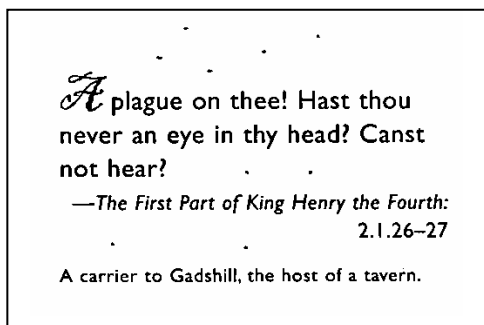 A plague on thee! Hast thou
never an eye in thy head? Canst
not hear?
—The First Part of King Henry the Fourth:
2.1.26–27
A carrier to Gadshill, the host of a tavern.